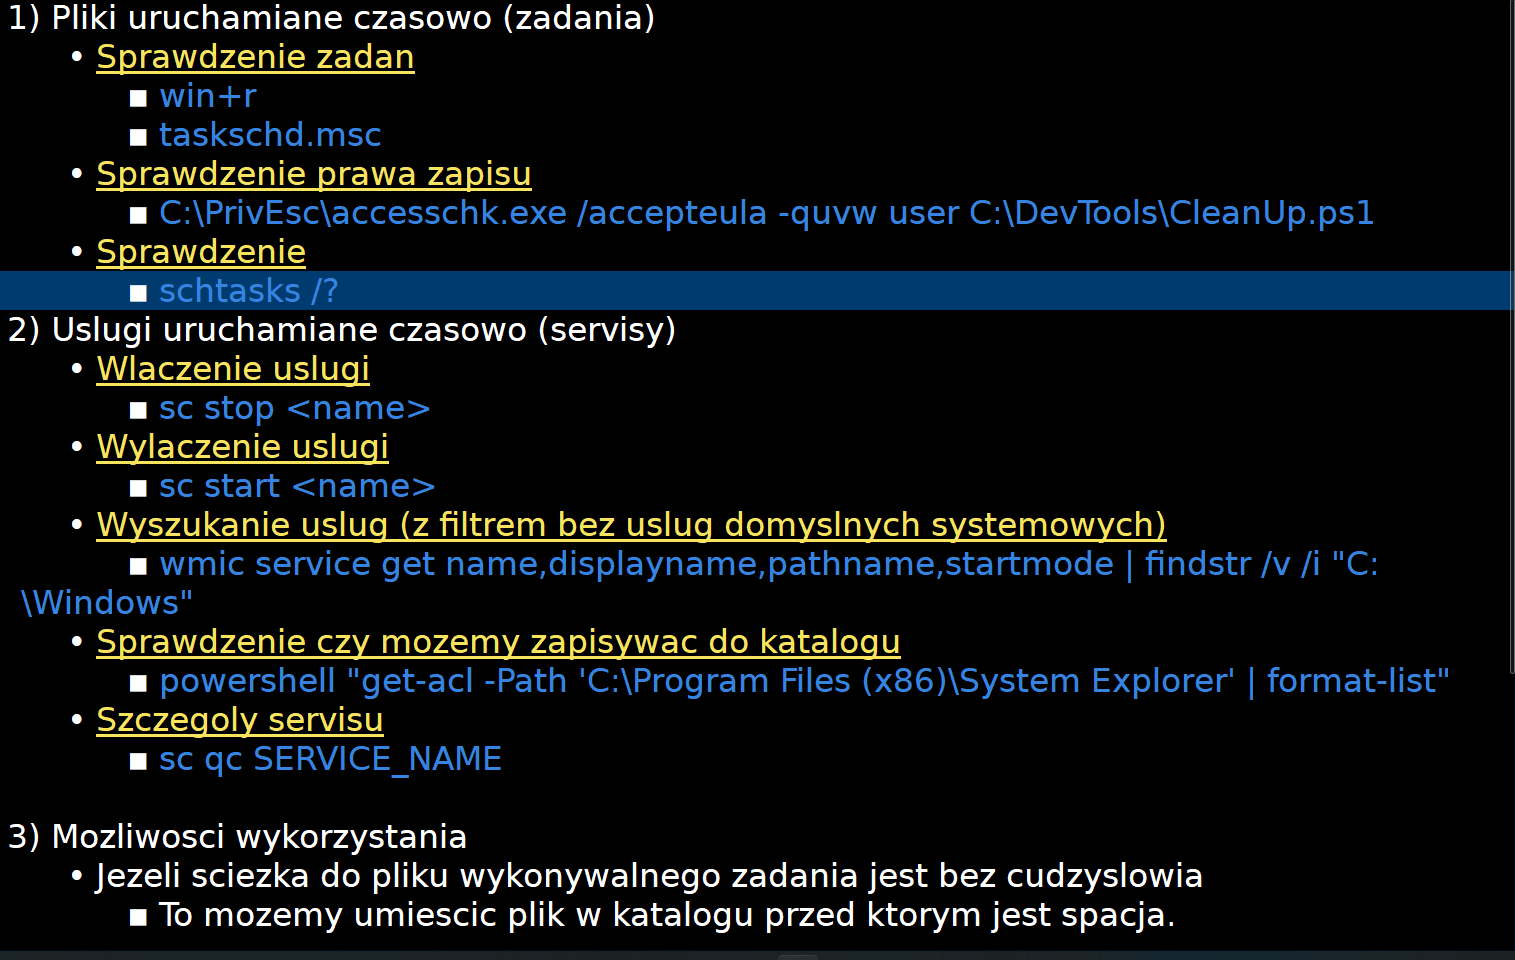 1) Pliki uruchamiane czasowo (zadania)
• Sprawdzenie zadan
■ win+r
■ taskschd.msc
• Sprawdzenie prawa zapisu
■ C:\PrivEsc\accesschk.exe /accepteula -quvw user C:\DevTools\CleanUp.ps1
• Sprawdzenie
■ schtasks /?
2) Uslugi uruchamiane czasowo (servisy)
• Wlaczenie uslugi
■ sc stop <name>
• Wylaczenie uslugi
■ sc start <name>
• Wyszukanie uslug (z filtrem bez uslug domyslnych systemowych)
■ wmic service get name,displayname,pathname,startmode | findstr /v /i "C:
\Windows"
• Sprawdzenie czy mozemy zapisywac do katalogu
■ powershell "get-acl -Path 'C:\Program Files (x86)\System Explorer' | format-list"
• Szczegoly servisu
■ sc qc SERVICE_NAME
3) Mozliwosci wykorzystania
• Jezeli sciezka do pliku wykonywalnego zadania jest bez cudzyslowia
■ To mozemy umiescic plik w katalogu przed ktorym jest spacja.